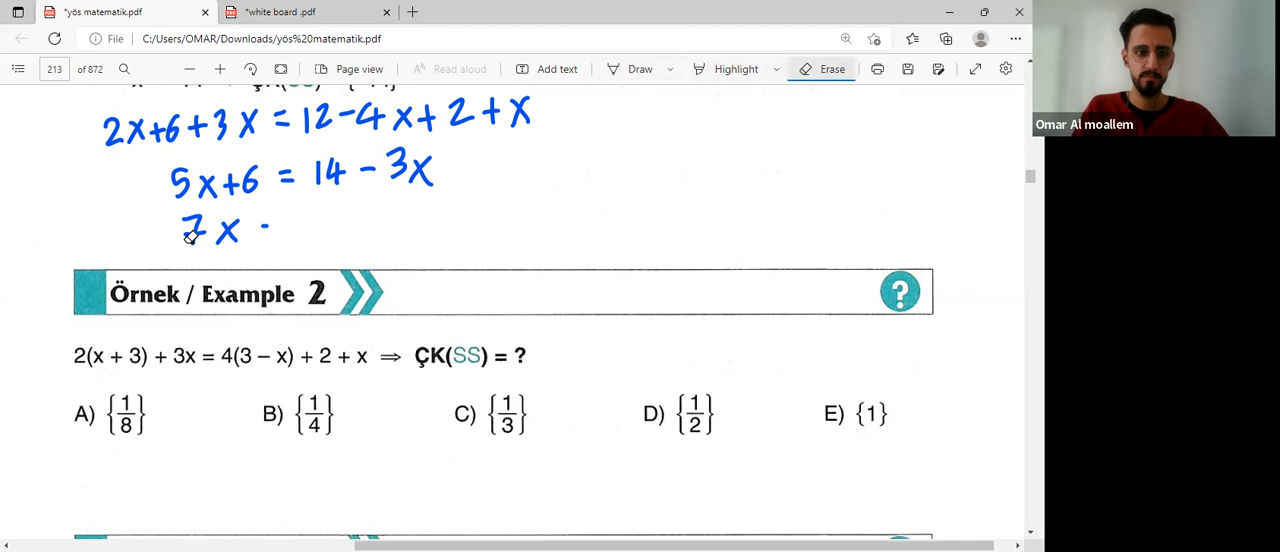 *yös matematik.pdf
*white board .pdf
File
C:/Users/OMAR/Downloads/yös%20matematik.pdf
213 of 872
Page view
Read aloud
Add text
Draw
Highlight
Erase
Omar Al moallem
2x+6+3x = 12-4x+2+x
5x+6 = 14-3x
7x -
Örnek / Example 2
?
2(x + 3) + 3x = 4(3 – x) + 2 + x ⇒ ÇK(SS) = ?
A) {1/8} B) {1/4} C) {1/3} D) {1/2} E) {1}